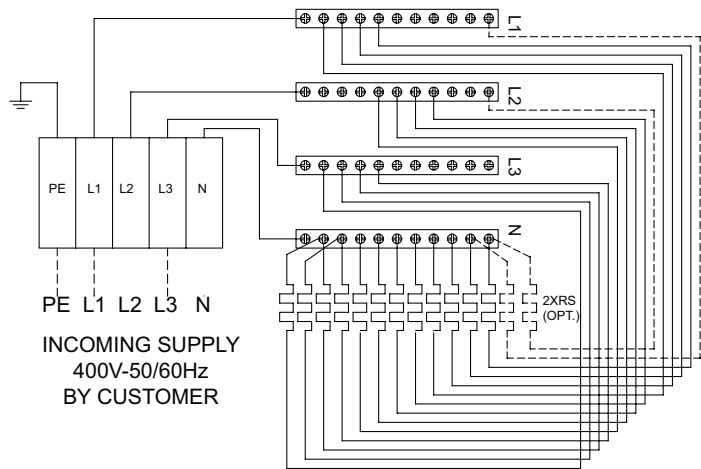 L1
L2
L3
N
PE L1 L2 L3 N
PE L1 L2 L3 N
INCOMING SUPPLY
400V-50/60Hz
BY CUSTOMER
2XRS
(OPT.)